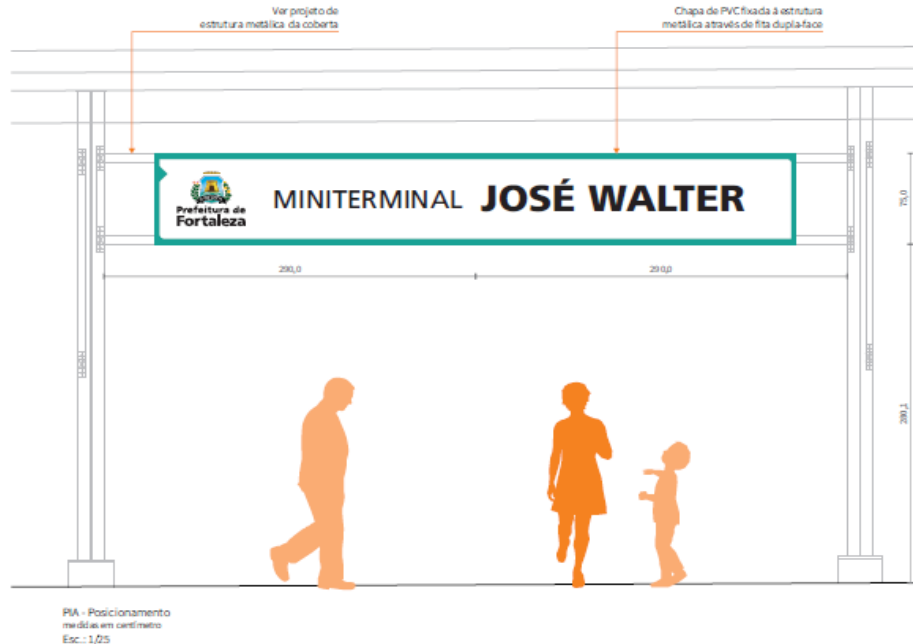 Ver projeto de
estrutura metálica da coberta
Chapa de PVC fixada à estrutura
metálica através de fita dupla-face
Prefeitura de
Fortaleza
MINITERMINAL JOSÉ WALTER
75,0
290,0
290,0
280,1
PIA - Posicionamento
medidas em centímetro
Esc.: 1/25